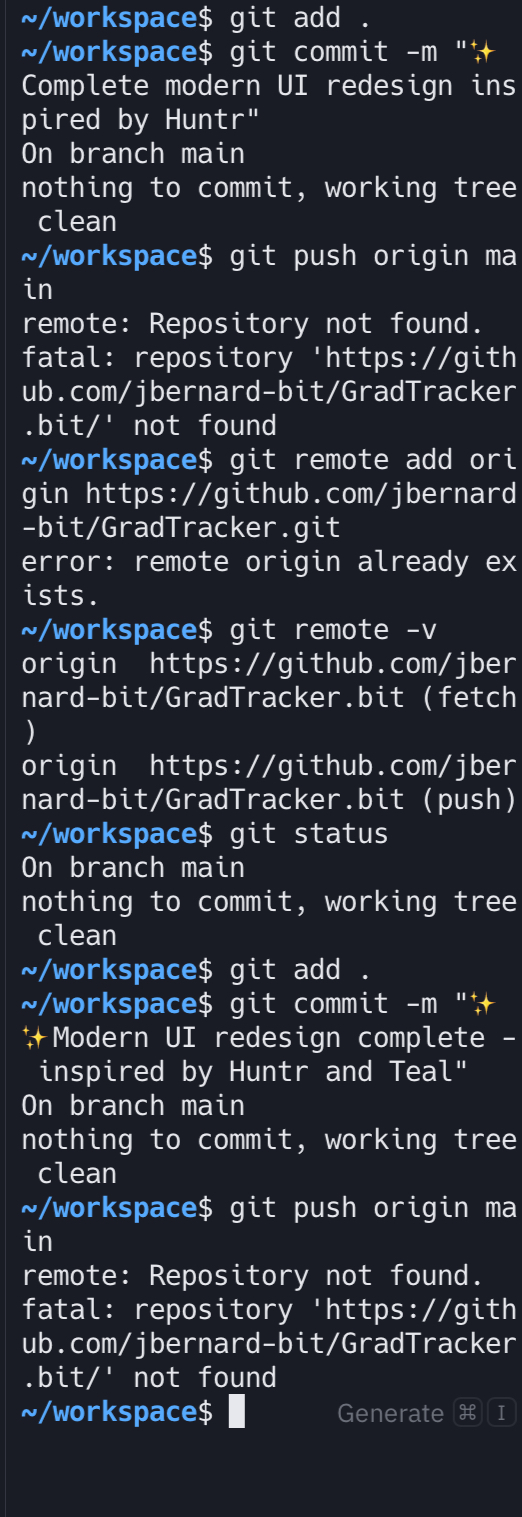 ~/workspace$ git add .
~/workspace$ git commit -m "✨
Complete modern UI redesign ins
pired by Huntr"
On branch main
nothing to commit, working tree
 clean
~/workspace$ git push origin ma
in
remote: Repository not found.
fatal: repository 'https://gith
ub.com/jbernard-bit/GradTracker
.bit/' not found
~/workspace$ git remote add ori
gin https://github.com/jbernard
-bit/GradTracker.git
error: remote origin already ex
ists.
~/workspace$ git remote -v
origin  https://github.com/jber
nard-bit/GradTracker.bit (fetch
)
origin  https://github.com/jber
nard-bit/GradTracker.bit (push)
~/workspace$ git status
On branch main
nothing to commit, working tree
 clean
~/workspace$ git add .
~/workspace$ git commit -m "✨
✨Modern UI redesign complete -
 inspired by Huntr and Teal"
On branch main
nothing to commit, working tree
 clean
~/workspace$ git push origin ma
in
remote: Repository not found.
fatal: repository 'https://gith
ub.com/jbernard-bit/GradTracker
.bit/' not found
~/workspace$ Generate ⌘ I